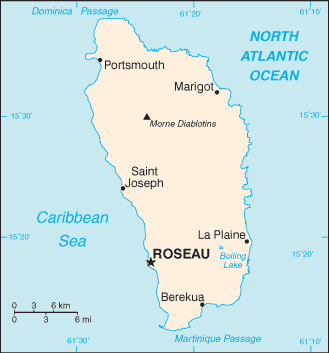 Dominica Passage
61˚20'
61˚10'
NORTH
ATLANTIC
OCEAN
Portsmouth
Marigot
15˚30'
15˚30'
Morne Diablotins
Saint
Joseph
Caribbean
Sea
15˚20'
La Plaine
15˚20'
ROSEAU
Boiling
Lake
Berekua
0 3 6 km
0 3 6 mi
Martinique Passage
61˚30'
61˚20'